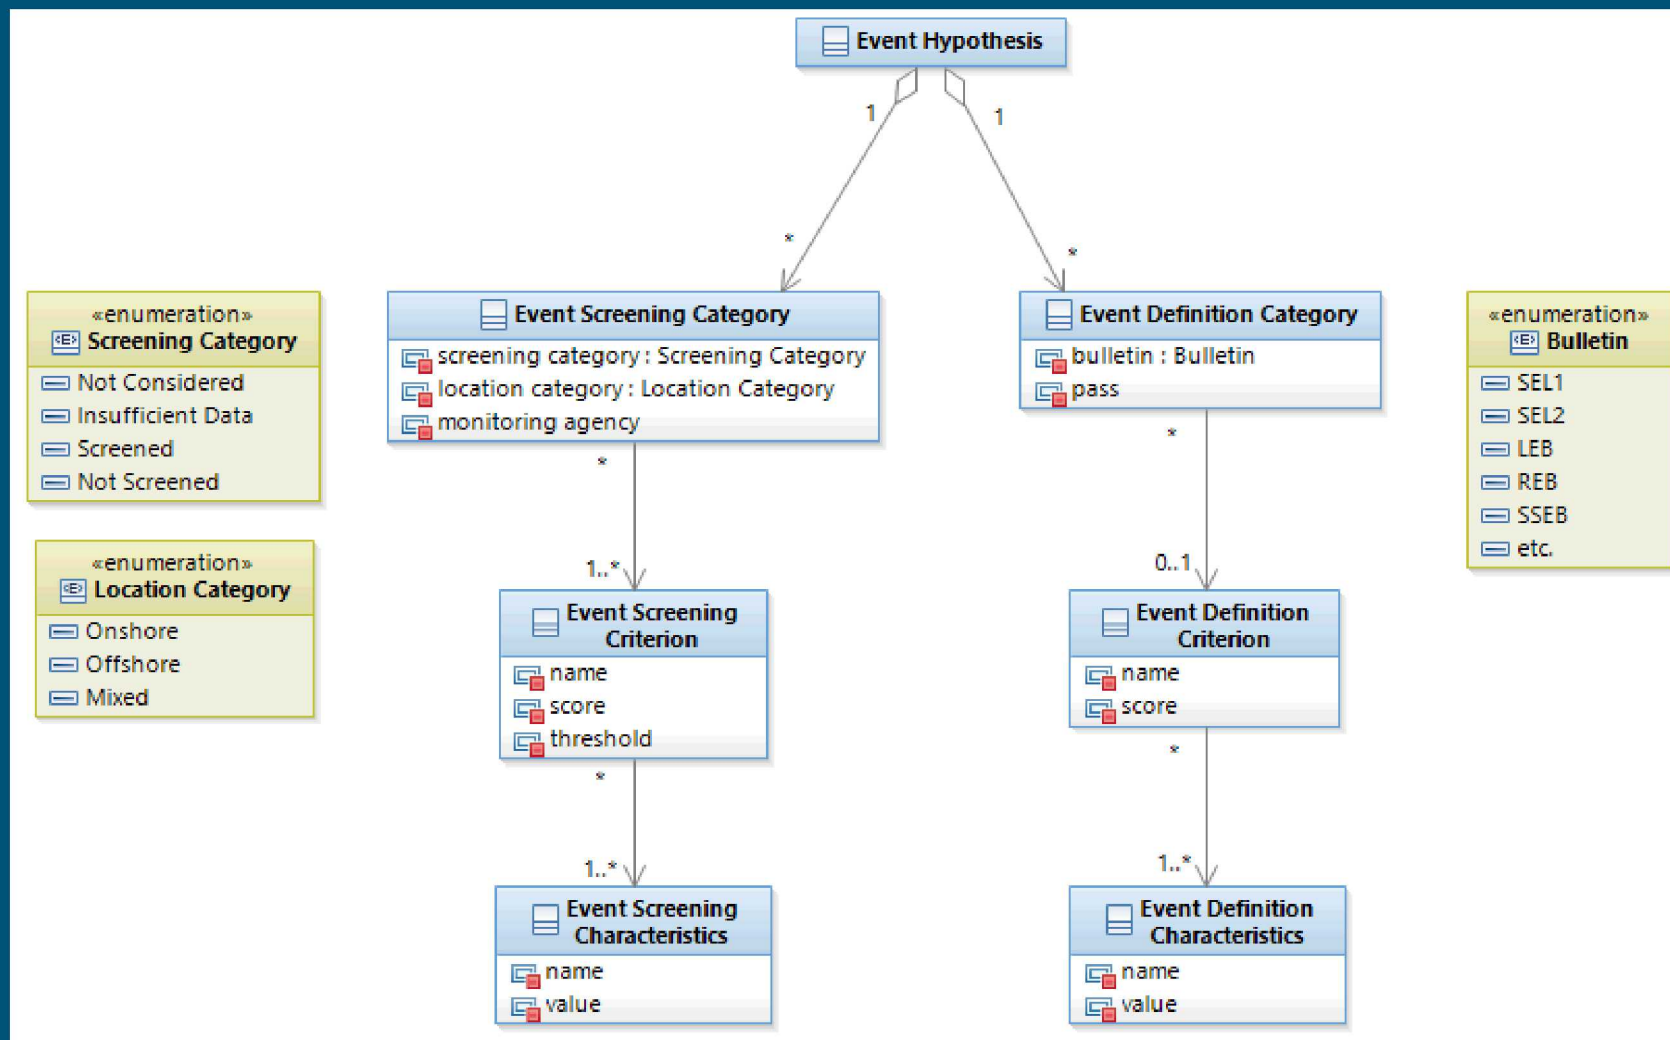 Event Hypothesis
1
1
*
*
«enumeration»
Screening Category
Not Considered
Insufficient Data
Screened
Not Screened
«enumeration»
Location Category
Onshore
Offshore
Mixed
Event Screening Category
screening category : Screening Category
location category : Location Category
monitoring agency
*
1..*
Event Screening
Criterion
name
score
threshold
*
1..*
Event Screening
Characteristics
name
value
Event Definition Category
bulletin : Bulletin
pass
*
0..1
Event Definition
Criterion
name
score
*
1..*
Event Definition
Characteristics
name
value
«enumeration»
Bulletin
SEL1
SEL2
LEB
REB
SSEB
etc.